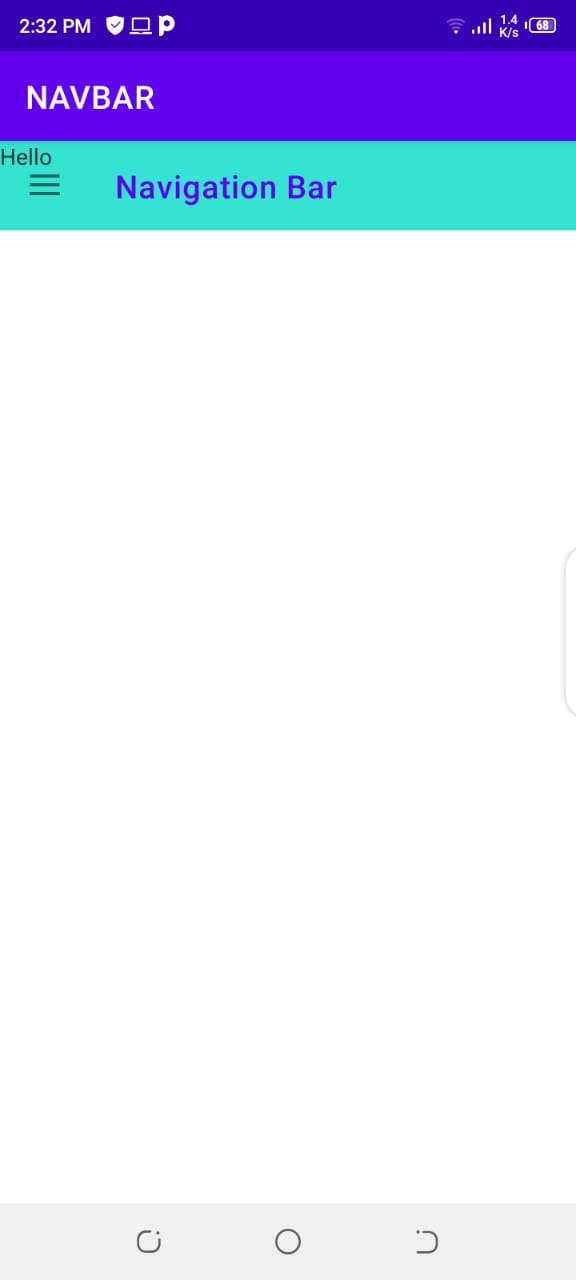 2:32 PM
1.4
K/s
68
NAVBAR
Hello
Navigation Bar